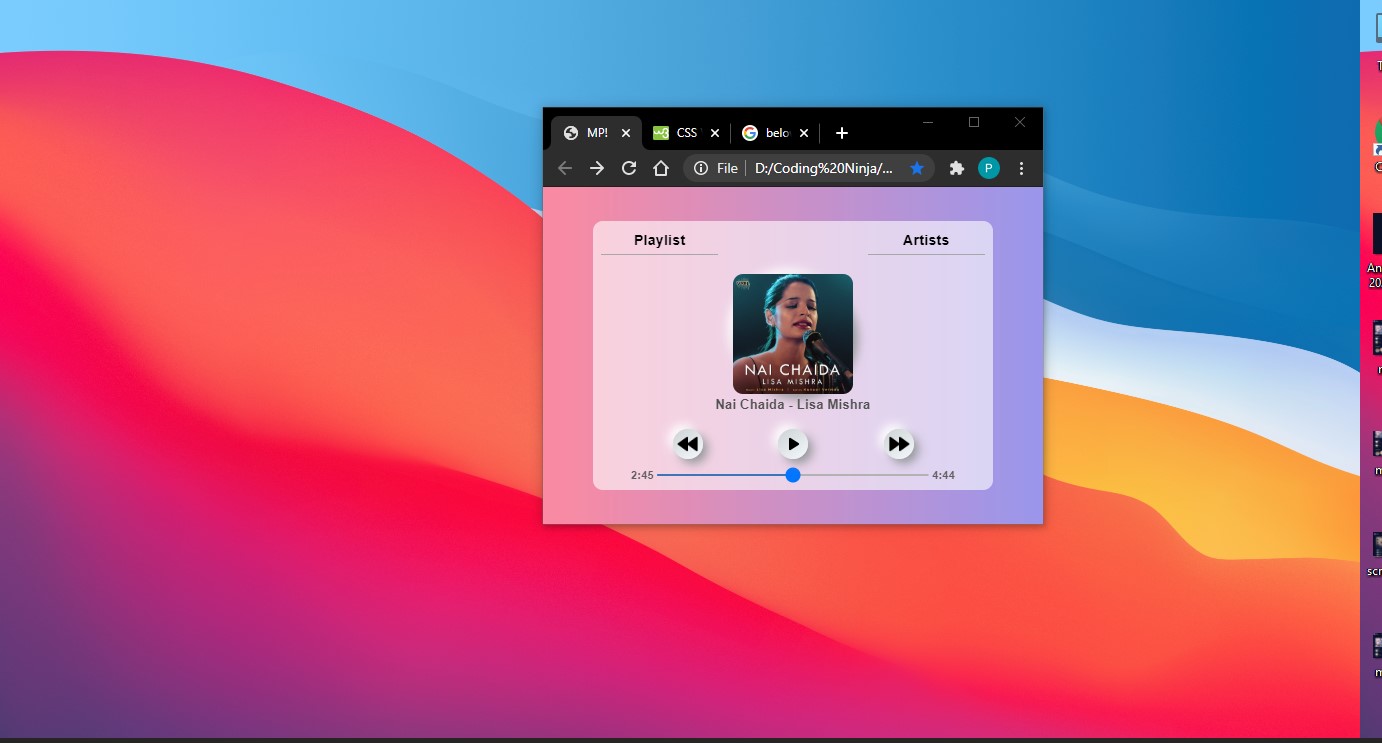 MP!
CSS
belo
File
D:/Coding%20Ninja/...
P
Playlist
Artists
NAI CHAIDA
LISA MISHRA
Nai Chaida - Lisa Mishra
2:45
4:44
An
20
scr